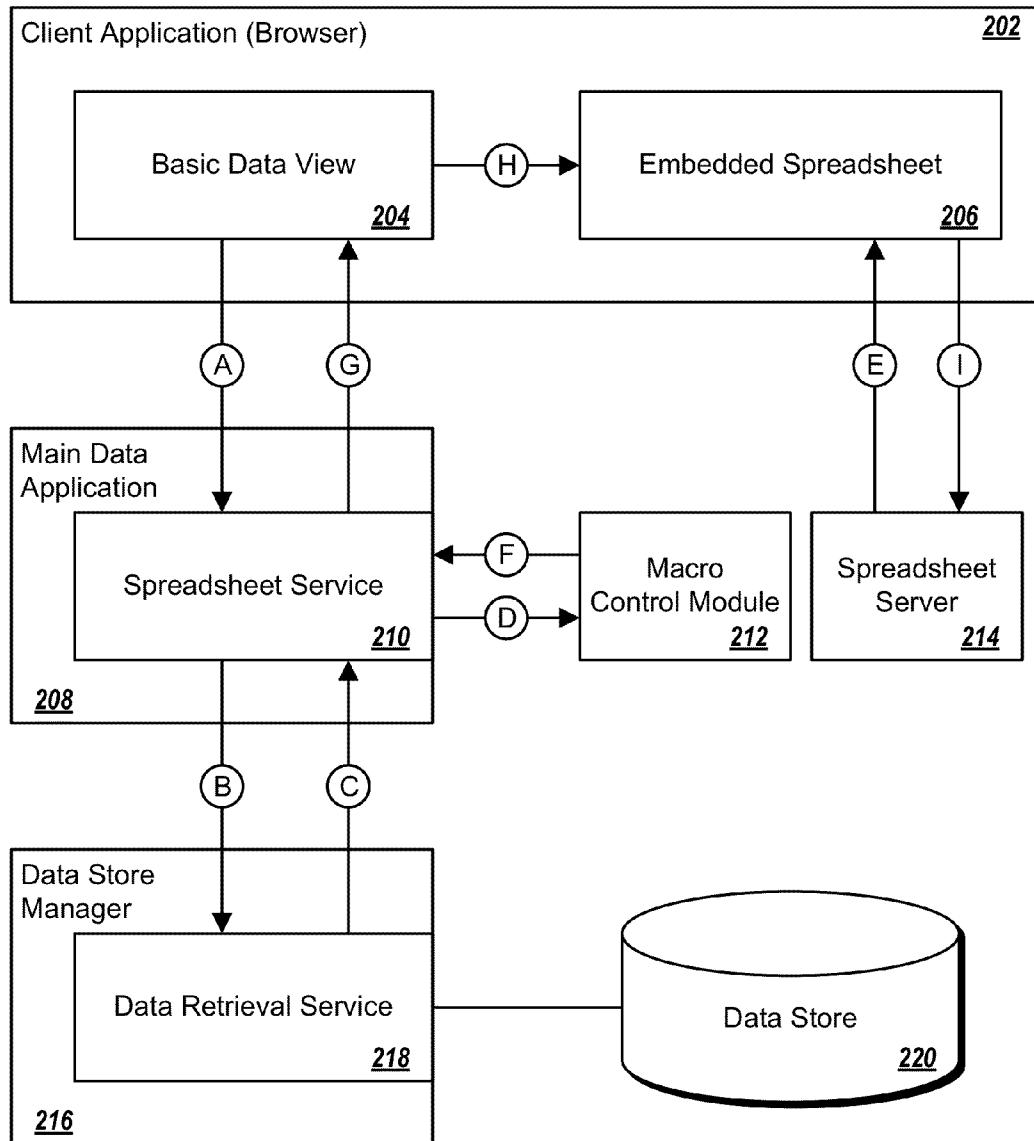 Client Application (Browser)
202
Basic Data View
204
H
Embedded Spreadsheet
206
A
G
E
I
Main Data
Application
Spreadsheet Service
210
208
F
D
Macro
Control Module
212
Spreadsheet
Server
214
B
C
Data Store
Manager
Data Retrieval Service
218
216
Data Store
220